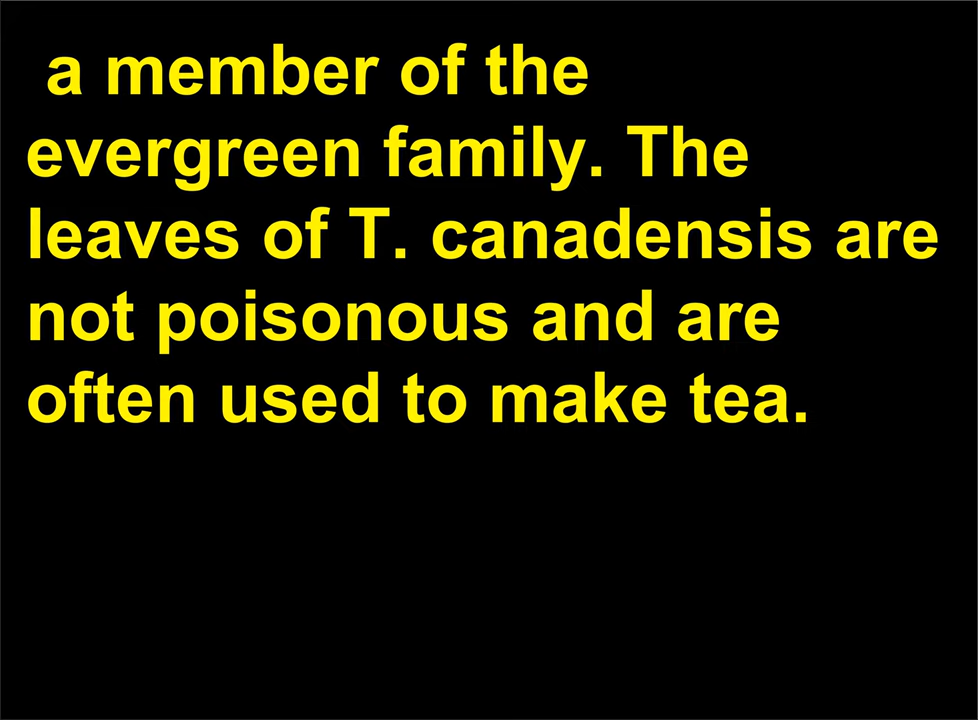 a member of the
evergreen family. The
leaves of T. canadensis are
not poisonous and are
often used to make tea.